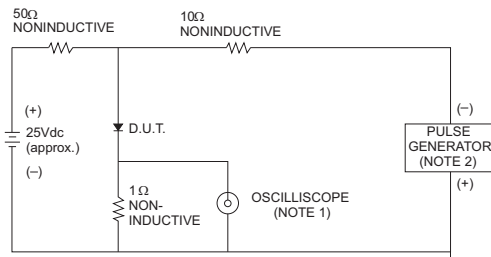 50Ω
NONINDUCTIVE
10Ω
NONINDUCTIVE
(+)
25Vdc
(approx.)
(–)
D.U.T.
1Ω
NON-
INDUCTIVE
OSCILLISCOPE
(NOTE 1)
(–)
PULSE
GENERATOR
(NOTE 2)
(+)